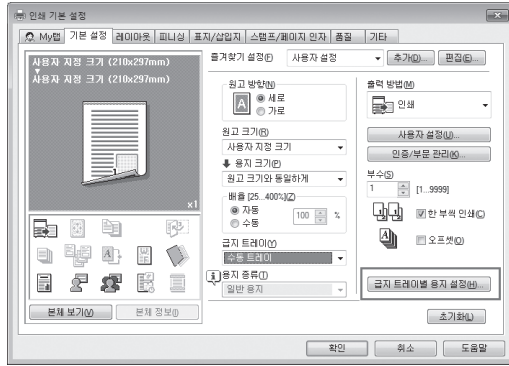 인쇄 기본 설정
My탭 기본 설정 레이아웃 피니싱 표지/삽입지 스탬프/페이지 인자 품질 기타
사용자 지정 크기 (210x297mm)
사용자 지정 크기 (210x297mm)
x1
본체 보기(V) 본체 정보(I)
즐겨찾기 설정(F) 사용자 설정 추가(D)... 편집(E)...
원고 방향(N)
A 세로
가로
원고 크기(R)
사용자 지정 크기
용지 크기(P)
원고 크기와 동일하게
배율 [25...400%](Z)
자동
수동
100 %
급지 트레이(Y)
수동 트레이
용지 종류(T)
일반 용지
출력 방법(M)
인쇄
사용자 설정(U)...
인증/부문 관리(K)...
부수(S)
1 [1...9999]
한 부씩 인쇄(C)
오프셋(O)
급지 트레이별 용지 설정(H)...
초기화(L)
확인 취소 도움말